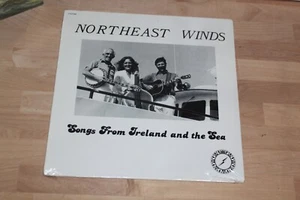 NORTHEAST WINDS
Songs From Ireland and the Sea